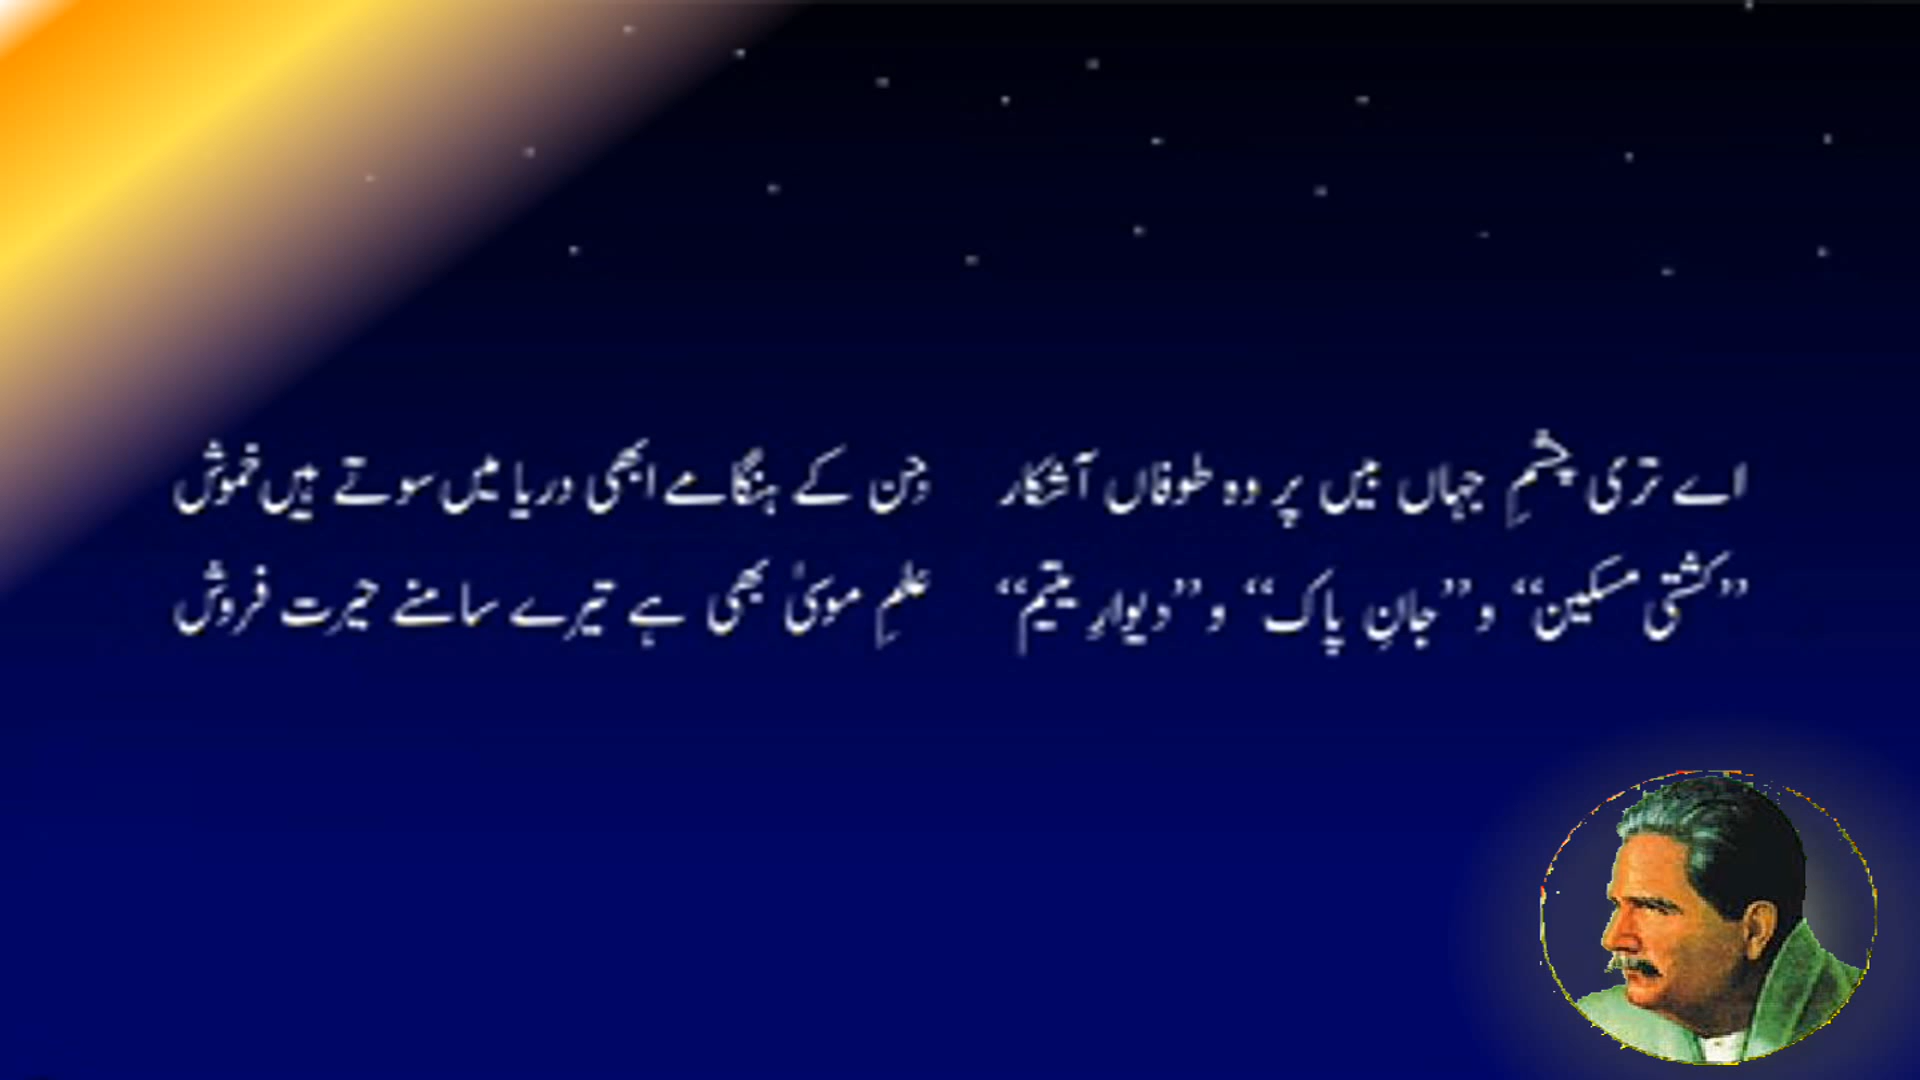 اے تری چشمِ جہاں بیں پر وہ طوفاں آشکار جن کے ہنگامے ابھی دریا میں سوتے ہیں خموش
’’کشتیٔ مسکین‘‘ و ’’جانِ پاک‘‘ و ’’دیوارِ یتیم‘‘ علمِ موسیٰ بھی ہے تیرے سامنے حیرت فروش